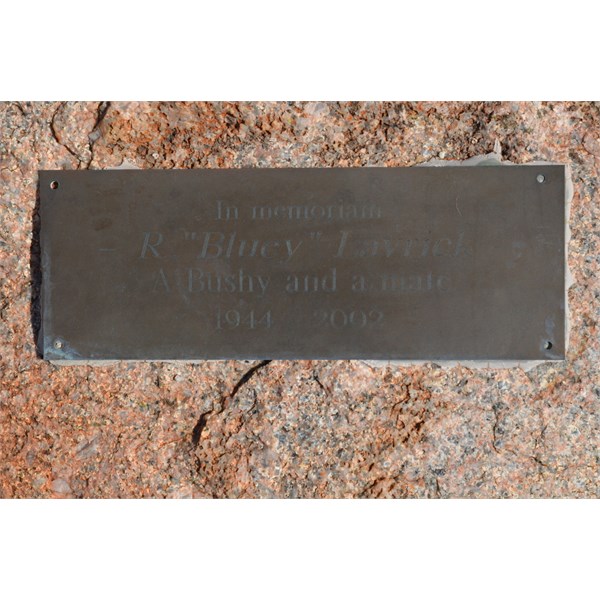 In memoriam
R "Bluey"
A Bushy and a mate
1944 - 2002